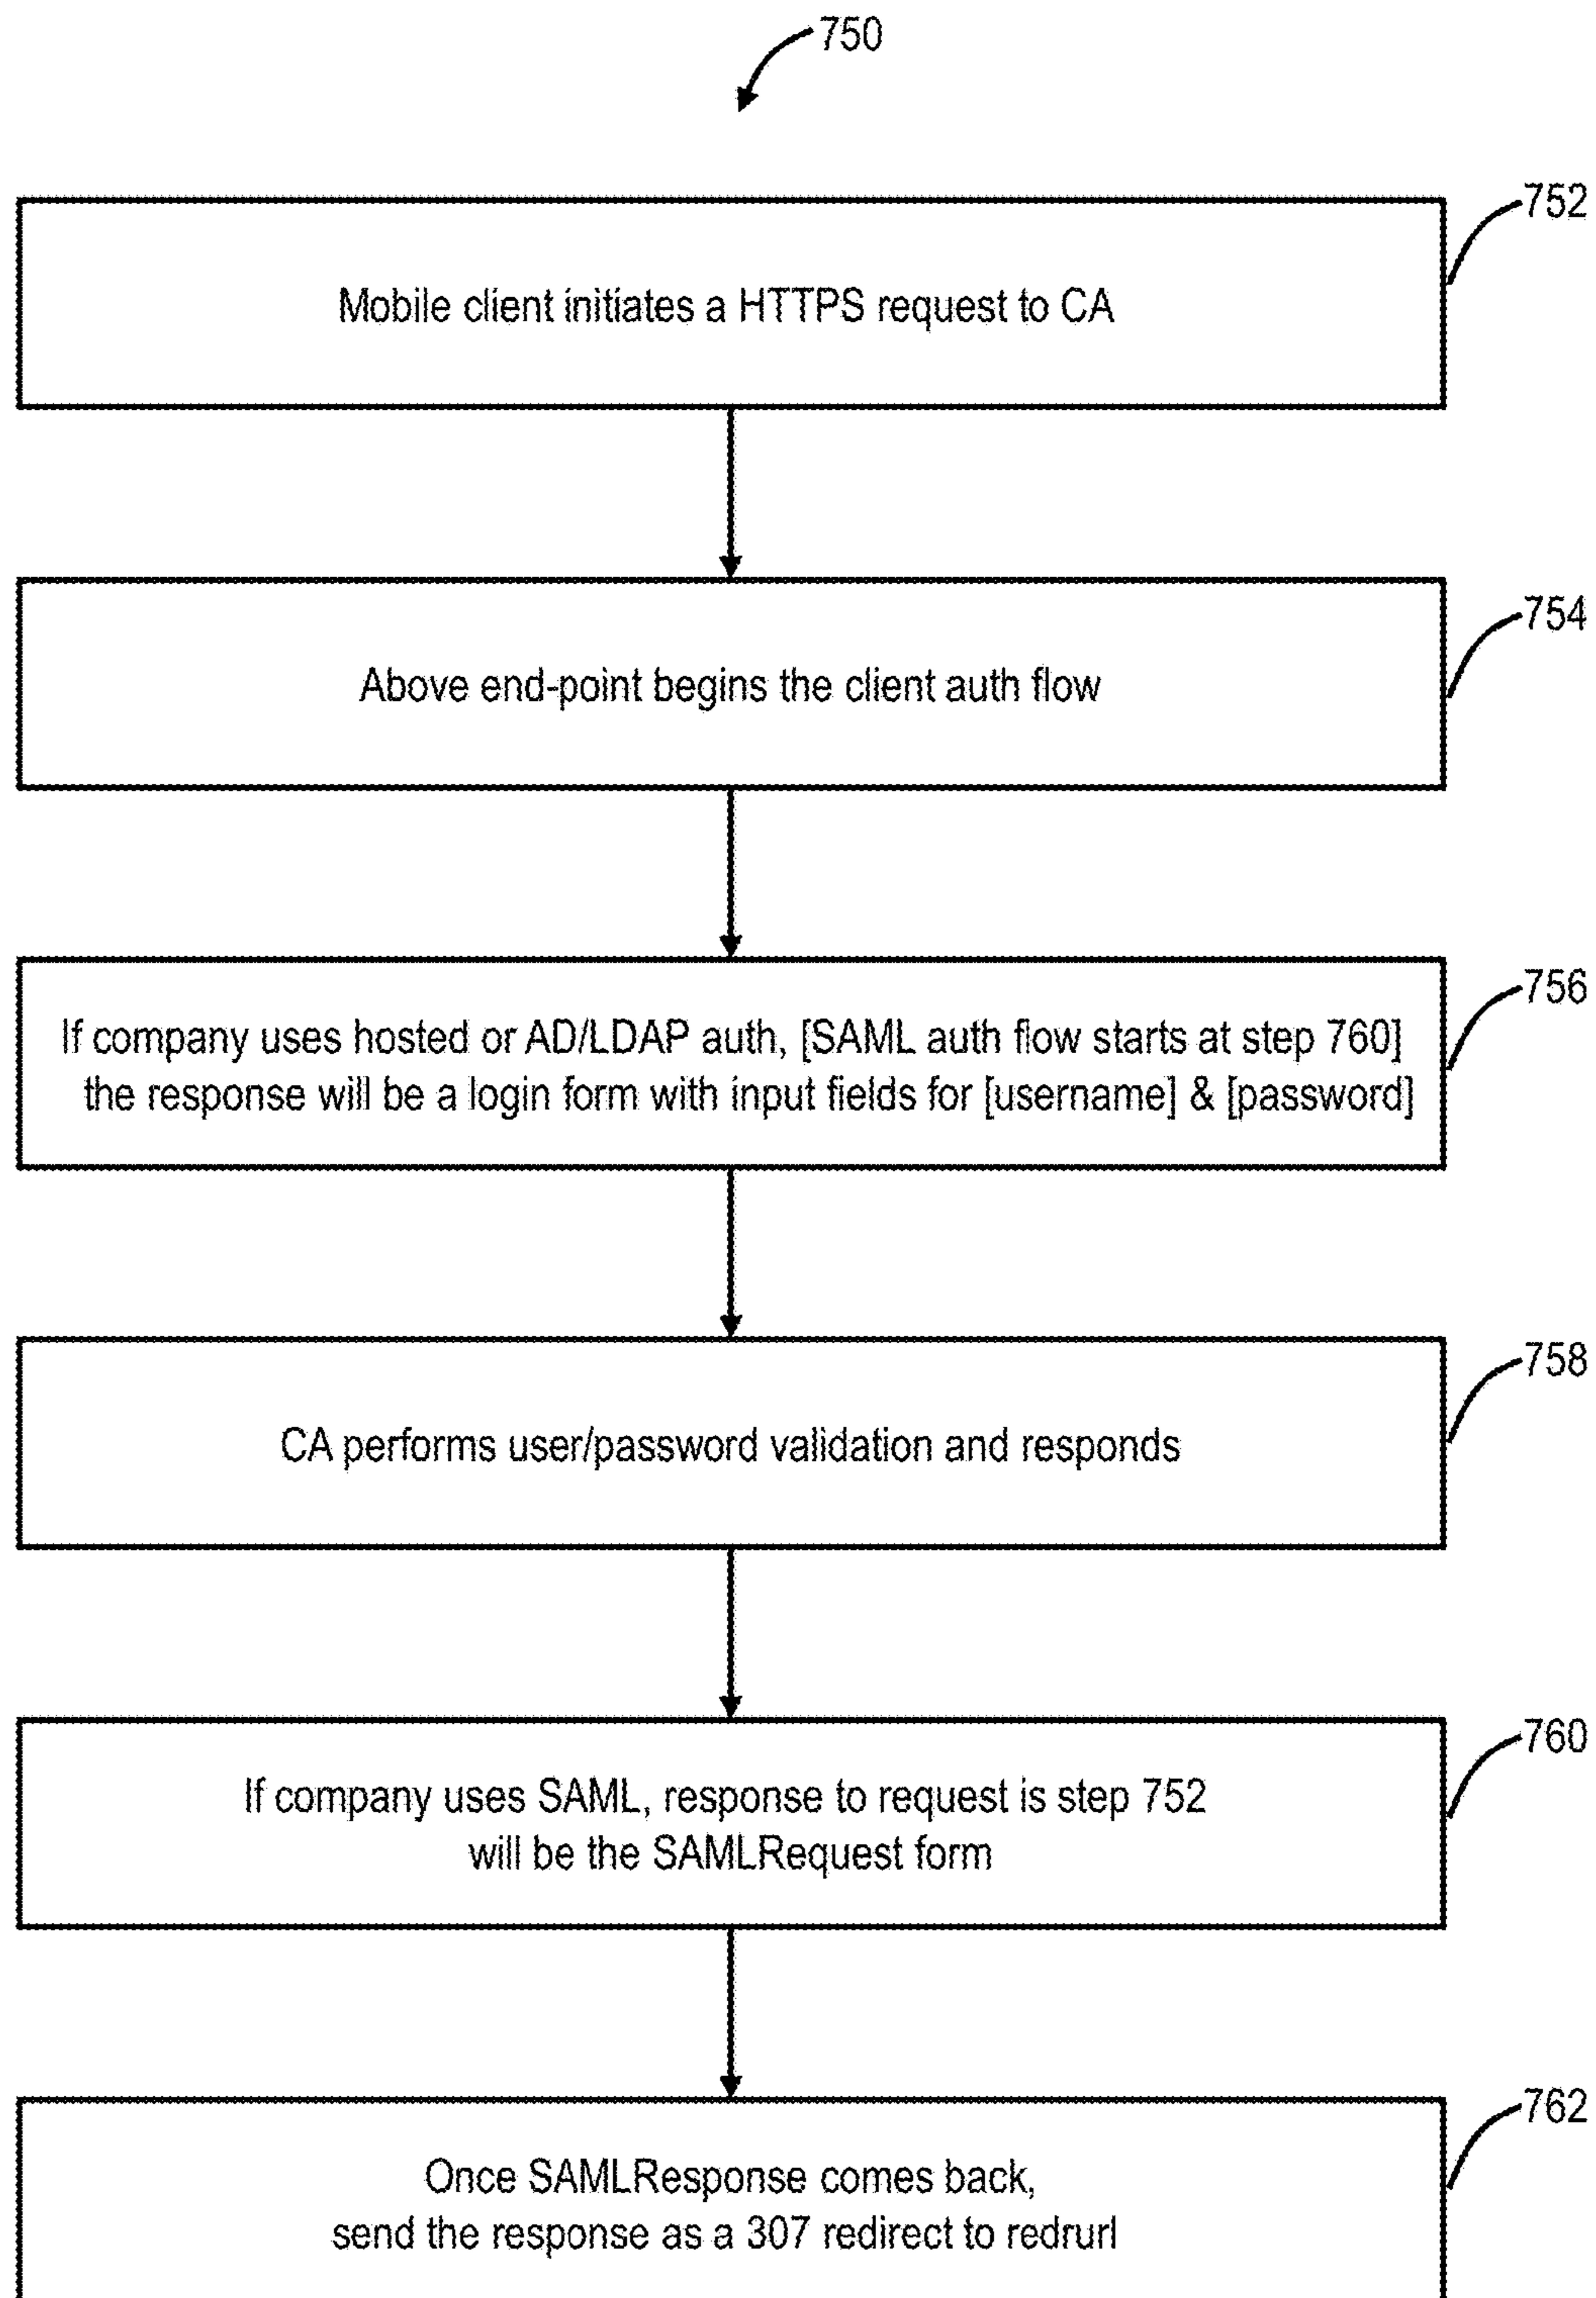 750
752
Mobile client initiates a HTTPS request to CA
754
Above end-point begins the client auth flow
756
If company uses hosted or AD/LDAP auth, [SAML auth flow starts at step 760]
the response will be a login form with input fields for [username] & [password]
758
CA performs user/password validation and responds
760
If company uses SAML, response to request is step 752
will be the SAMLRequest form
762
Once SAMLResponse comes back,
send the response as a 307 redirect to redrurl